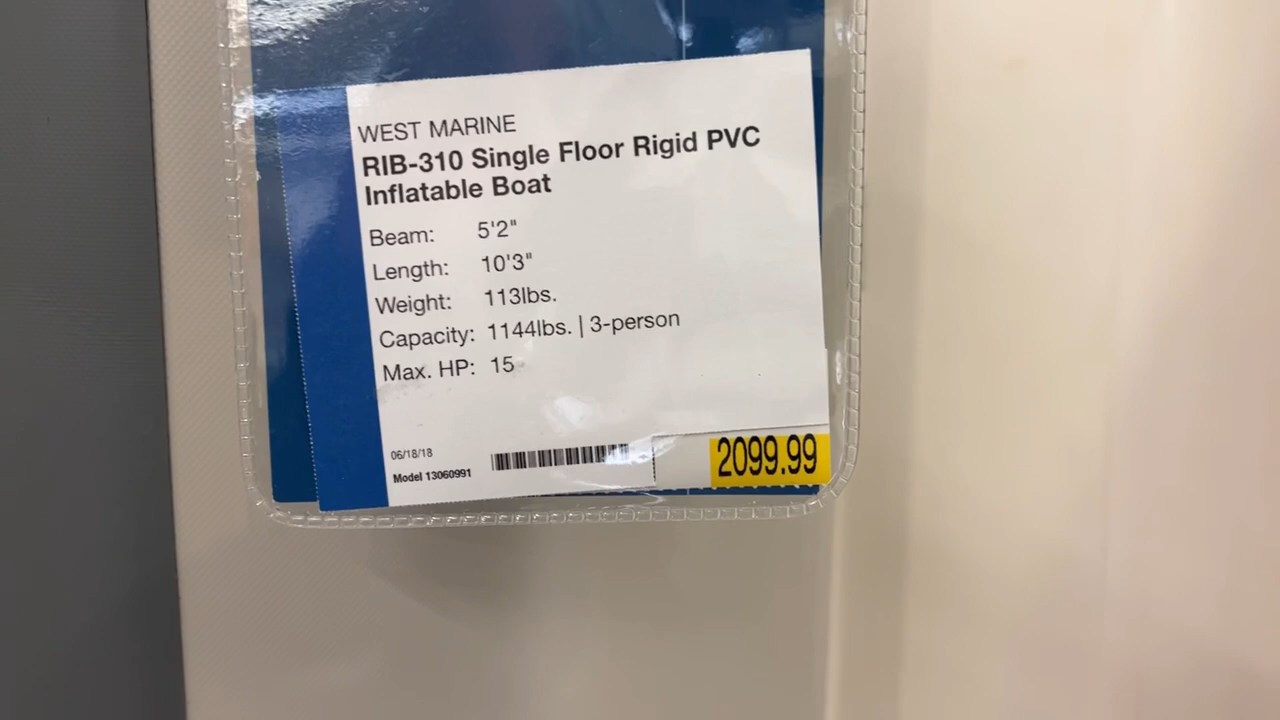 WEST MARINE
RIB-310 Single Floor Rigid PVC
Inflatable Boat
Beam: 5'2"
Length: 10'3"
Weight: 113lbs.
Capacity: 1144lbs. | 3-person
Max. HP: 15
06/18/18
Model 13060991
2099.99